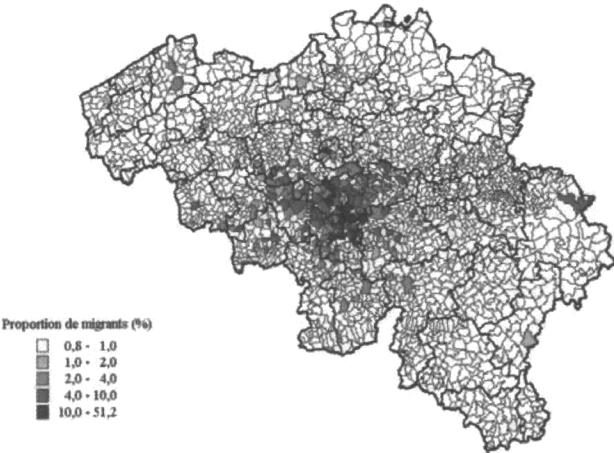 Proportion de migrants (%)
0,8 - 1,0
1,0 - 2,0
2,0 - 4,0
4,0 - 10,0
10,0 - 51,2